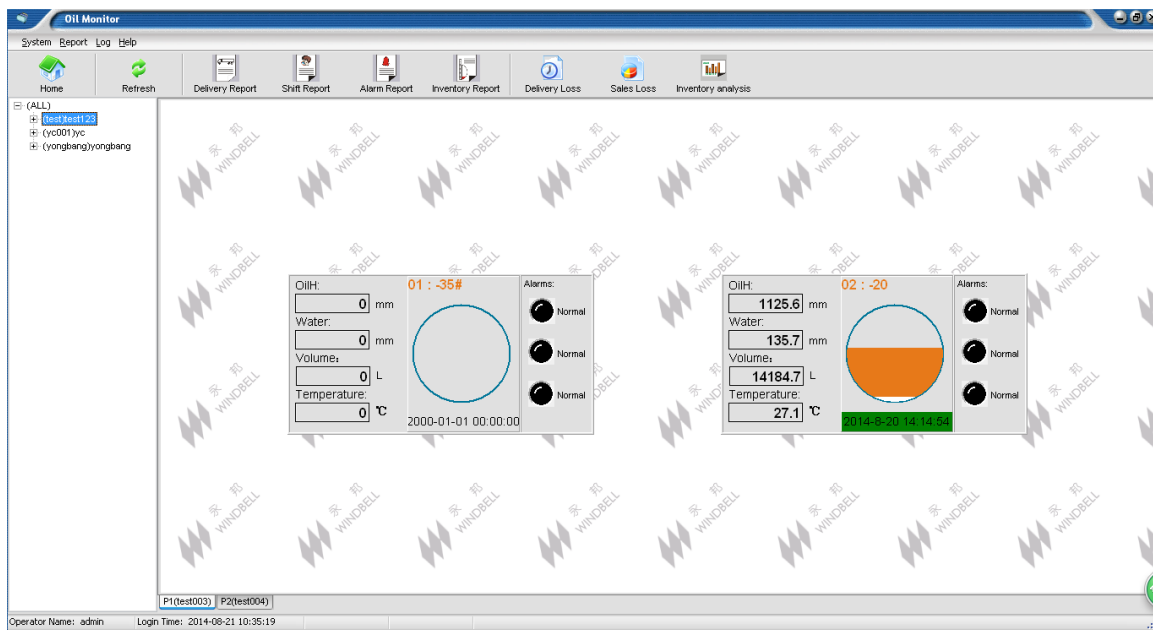 Oil Monitor
System Report Log Help
Home Refresh Delivery Report Shift Report Alarm Report Inventory Report Delivery Loss Sales Loss Inventory analysis
(ALL)
(test)test123
(yc001)yc
(yongbang)yongbang
WINDBELL
OilH:
0 mm
Water:
0 mm
Volume:
0 L
Temperature:
0 ℃
01 : -35#
2000-01-01 00:00:00
Alarms:
Normal
Normal
Normal
OilH:
1125.6 mm
Water:
135.7 mm
Volume:
14184.7 L
Temperature:
27.1 ℃
02 : -20
2014-8-20 14:14:54
Alarms:
Normal
Normal
Normal
P1(test003) P2(test004)
Operator Name: admin Login Time: 2014-08-21 10:35:19